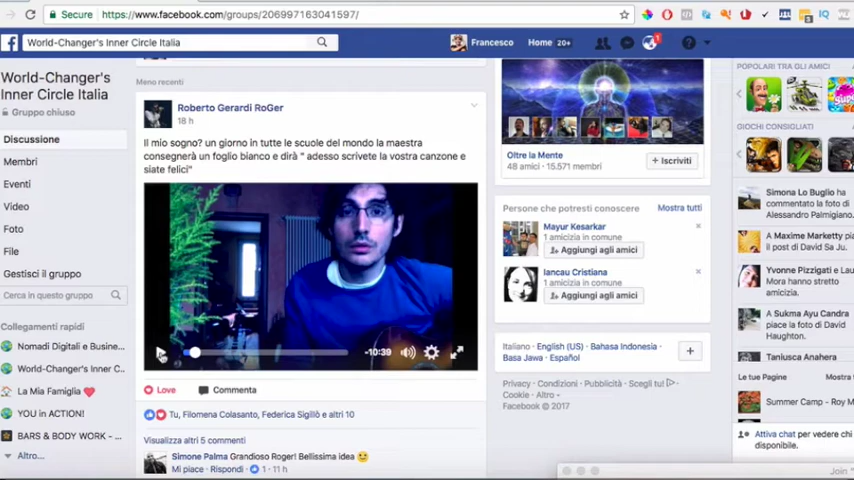 Secure https://www.facebook.com/groups/206997163041597/
World-Changer's Inner Circle Italia
Francesco
Home 20+
1
World-Changer's
Inner Circle Italia
Gruppo chiuso
Discussione
Membri
Eventi
Video
Foto
File
Gestisci il gruppo
Cerca in questo gruppo
Collegamenti rapidi
Nomadi Digitali e Busine...
World-Changer's Inner C...
La Mia Famiglia
YOU in ACTION!
BARS & BODY WORK - ...
Altro...
Meno recenti
Roberto Gerardi RoGer
18 h
Il mio sogno? un giorno in tutte le scuole del mondo la maestra
consegnerà un foglio bianco e dirà " adesso scrivete la vostra canzone e
siate felici"
-10:39
Love
Commenta
Tu, Filomena Colasanto, Federica Sigillò e altri 10
Visualizza altri 5 commenti
Simone Palma Grandioso Roger! Bellissima idea
Mi piace · Rispondi · 1 · 11 h
Oltre la Mente
48 amici · 15.571 membri
+ Iscriviti
Persone che potresti conoscere
Mostra tutti
Mayur Kesarkar
1 amicizia in comune
Aggiungi agli amici
Iancau Cristiana
1 amicizia in comune
Aggiungi agli amici
Italiano · English (US) · Bahasa Indonesia ·
Basa Jawa · Español
Privacy · Condizioni · Pubblicità · Scegli tu!
Cookie · Altro
Facebook © 2017
POPOLARI TRA GLI AMICI
GIOCHI CONSIGLIATI
Simona Lo Buglio ha
commentato la foto di
Alessandro Palmigiano.
A Maxime Marketty
il post di David Sa Ju.
Yvonne Pizzigati e
Mora hanno stretto
amicizia.
A Sukma Ayu Candra
piace la foto di David
Haughton.
Taniusca Anahera
Le tue Pagine
Mostra
Summer Camp - Roy M
Attiva chat per vedere chi
disponibile.
Join